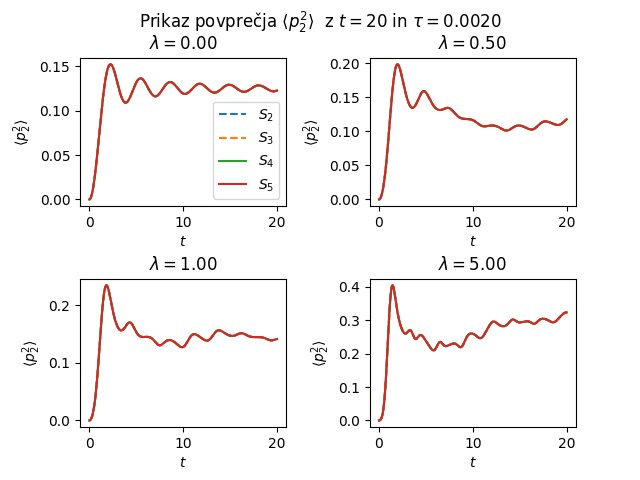 Prikaz povprečja ⟨p₂²⟩ z t = 20 in τ = 0.0020
λ = 0.00
λ = 0.50
0.15
0.10
0.05
0.00
⟨p₂²⟩
S₂
S₃
S₄
S₅
0
10
20
t
0.20
0.15
0.10
0.05
0.00
⟨p₂²⟩
0
10
20
t
λ = 1.00
λ = 5.00
0.2
0.1
0.0
⟨p₂²⟩
0
10
20
t
0.4
0.3
0.2
0.1
0.0
⟨p₂²⟩
0
10
20
t